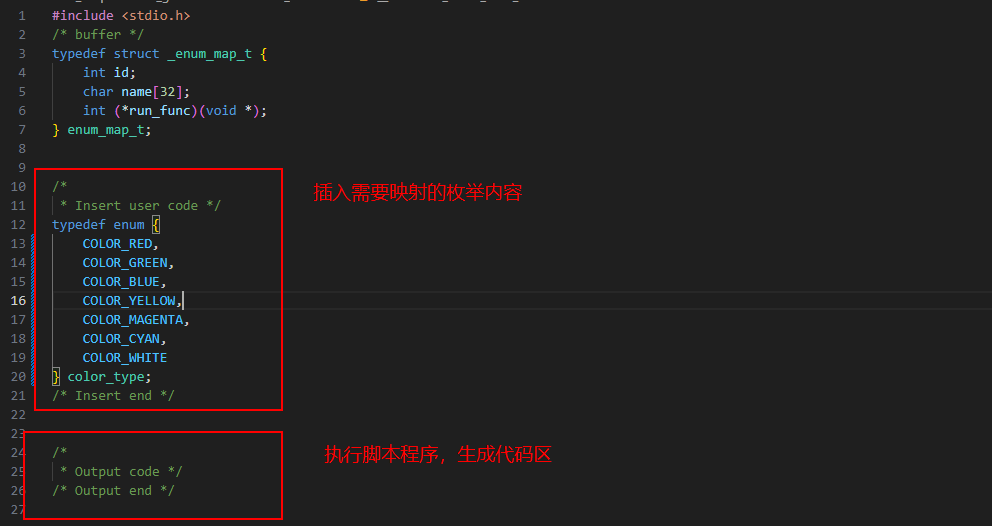 1 #include <stdio.h>
2 /* buffer */
3 typedef struct _enum_map_t {
4 int id;
5 char name[32];
6 int (*run_func)(void *);
7 } enum_map_t;
8
9
10 /*
11 * Insert user code */
插入需要映射的枚举内容
12 typedef enum {
13 COLOR_RED,
14 COLOR_GREEN,
15 COLOR_BLUE,
16 COLOR_YELLOW,
17 COLOR_MAGENTA,
18 COLOR_CYAN,
19 COLOR_WHITE
20 } color_type;
21 /* Insert end */
22
23
24 /*
执行脚本程序，生成代码区
25 * Output code */
26 /* Output end */
27